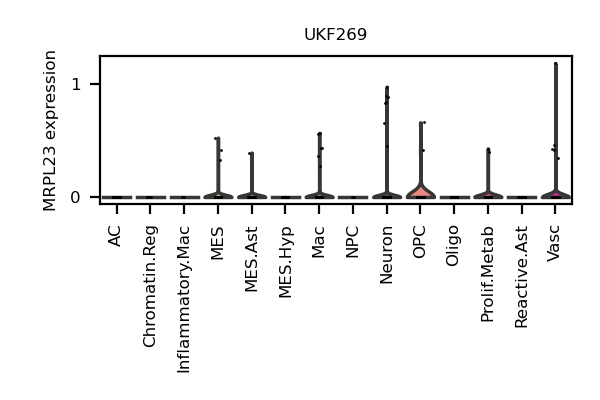 UKF269
MRPL23 expression
1
0
AC
Chromatin.Reg
Inflammatory.Mac
MES
MES.Ast
MES.Hyp
Mac
NPC
Neuron
OPC
Oligo
Prolif.Metab
Reactive.Ast
Vasc